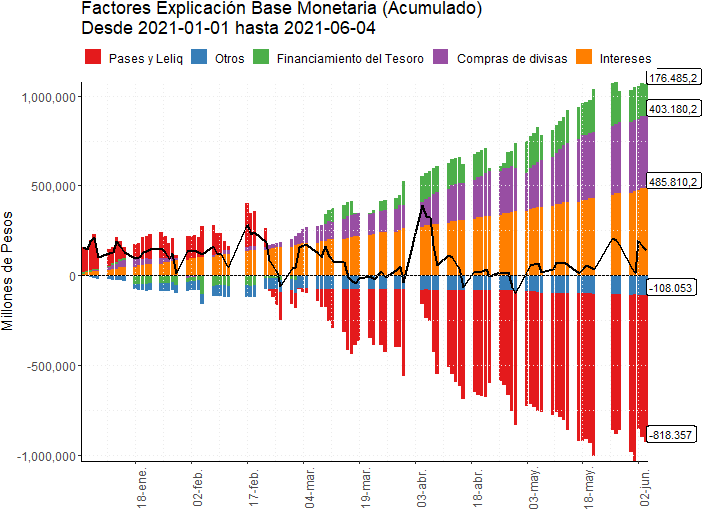 Factores Explicación Base Monetaria (Acumulado)
Desde 2021-01-01 hasta 2021-06-04
Pases y Leliq
Otros
Financiamiento del Tesoro
Compras de divisas
Intereses
Millones de Pesos
1,000,000
500,000
0
-500,000
-1,000,000
176.485,2
403.180,2
485.810,2
-108.053
-818.357
18-ene.
02-feb.
17-feb.
04-mar.
19-mar.
03-abr.
18-abr.
03-may.
18-may.
02-jun.